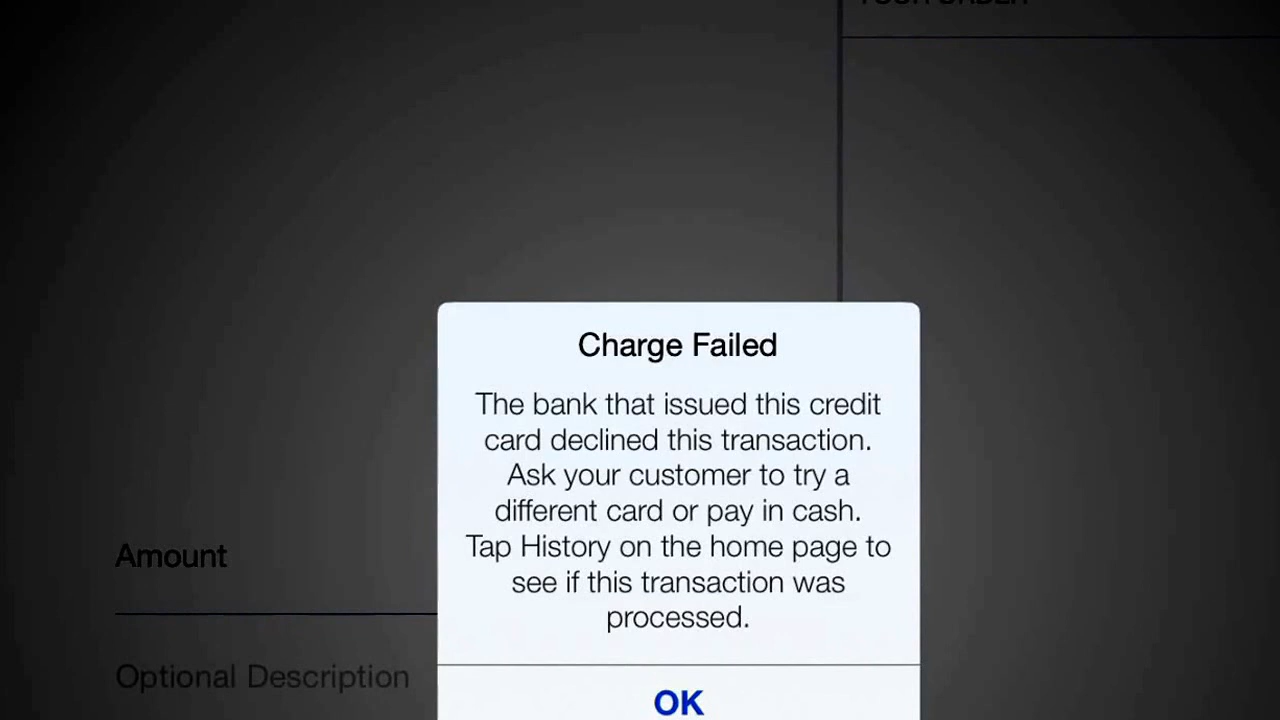 Charge Failed
The bank that issued this credit
card declined this transaction.
Ask your customer to try a
different card or pay in cash.
Tap History on the home page to
see if this transaction was
processed.
Amount
Optional Description
OK